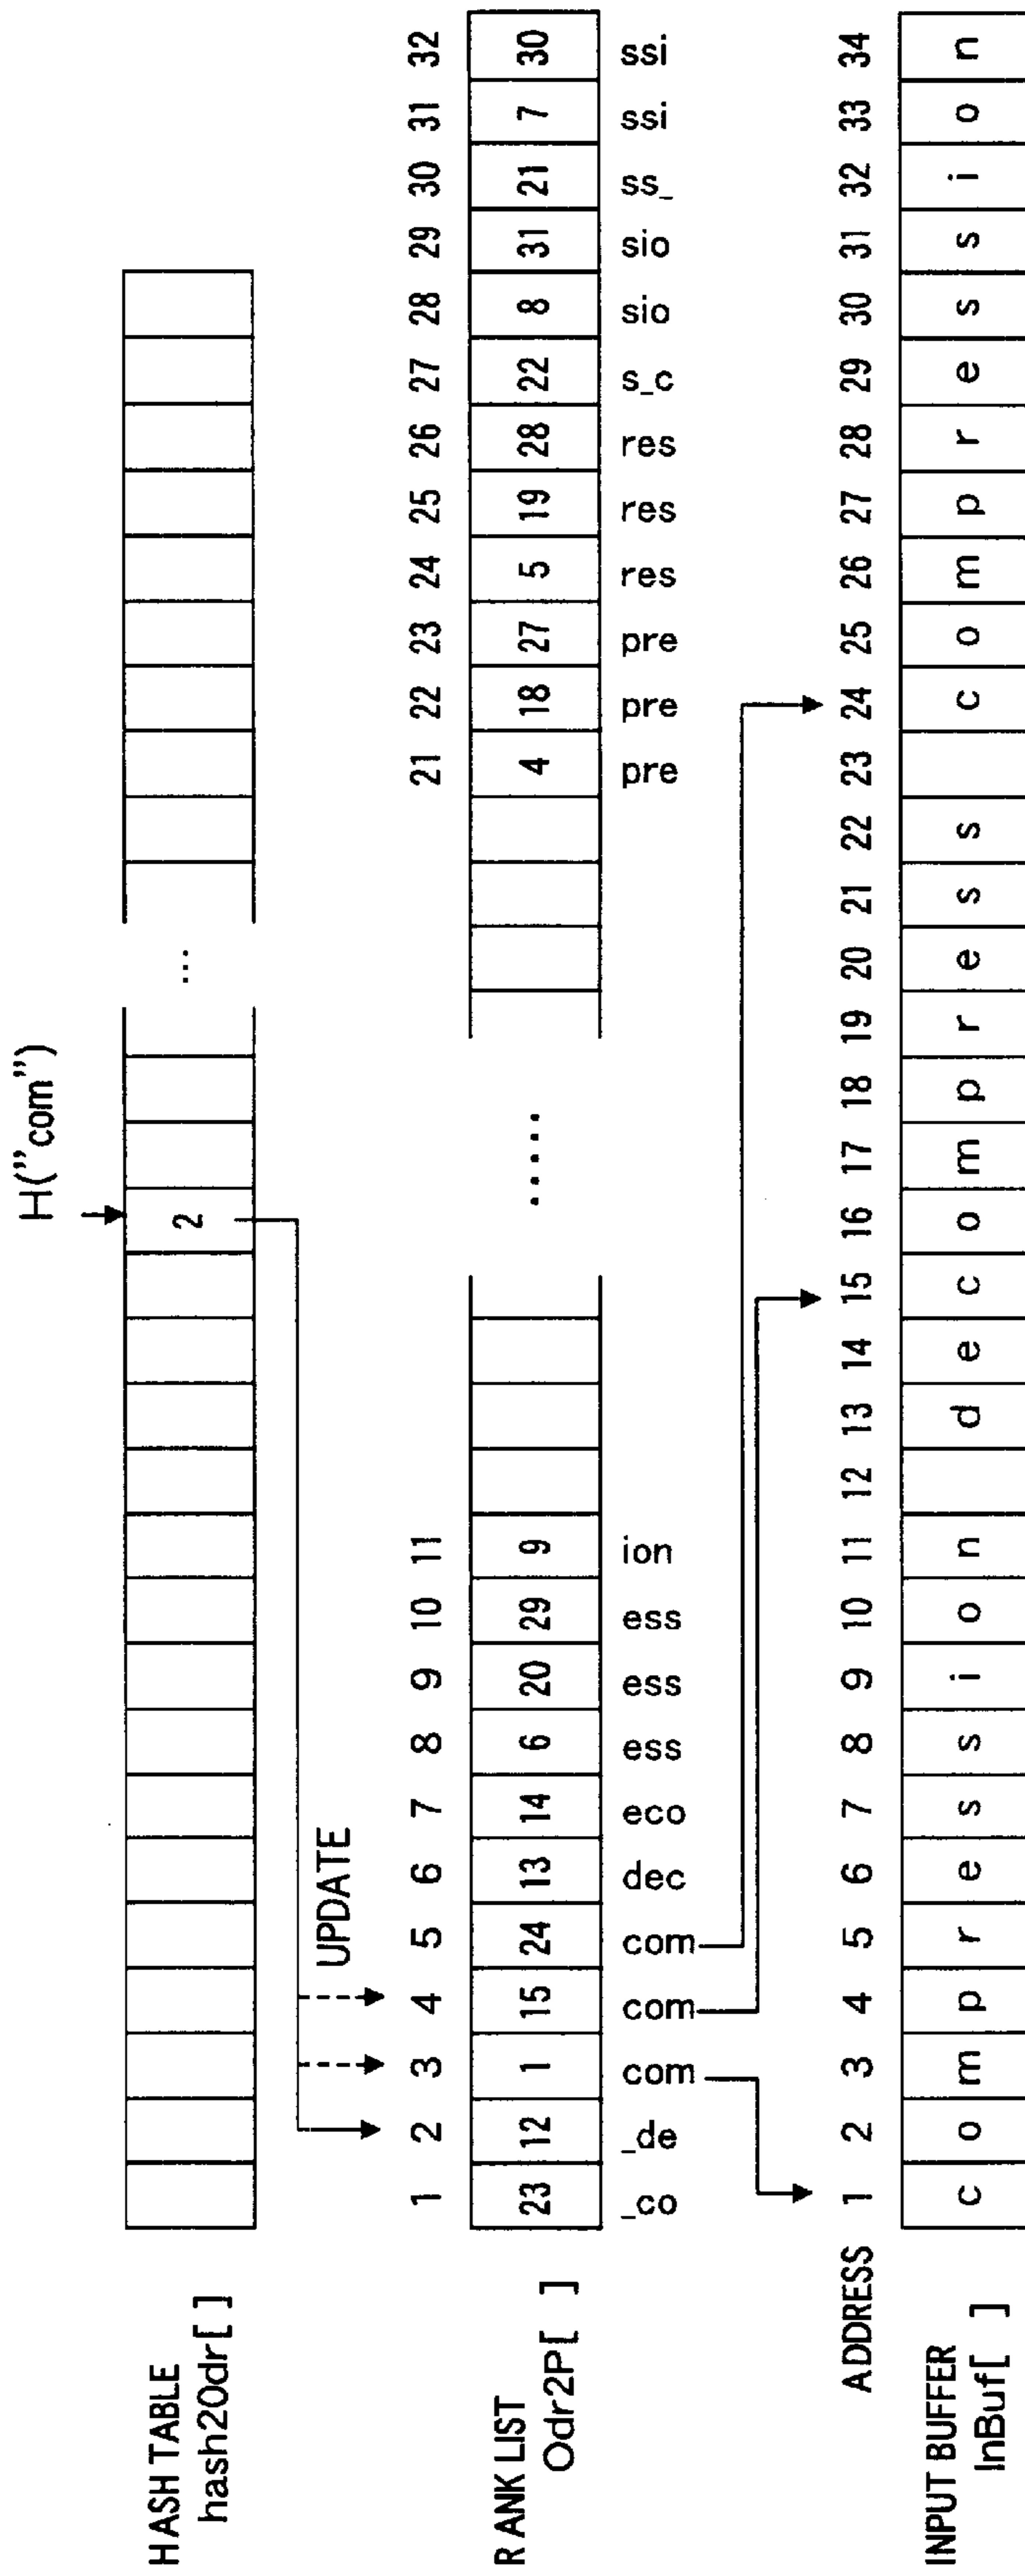 H("com")
HASH TABLE
hash2Odr[ ]
2
...
UPDATE
1 2 3 4 5 6 7 8 9 10 11 21 22 23 24 25 26 27 28 29 30 31 32
RANK LIST
Odr2P[ ]
23 12 1 15 24 13 14 6 20 29 9 ..... 4 18 27 5 19 28 22 8 31 21 7 30
_co _de com com com dec eco ess ess ess ion pre pre pre res res res s_c sio sio ss_ ssi ssi
ADDRESS 1 2 3 4 5 6 7 8 9 10 11 12 13 14 15 16 17 18 19 20 21 22 23 24 25 26 27 28 29 30 31 32 33 34
INPUT BUFFER
InBuf[ ]
c o m p r e s s i o n d e c o m p r e s s c o m p r e s s i o n